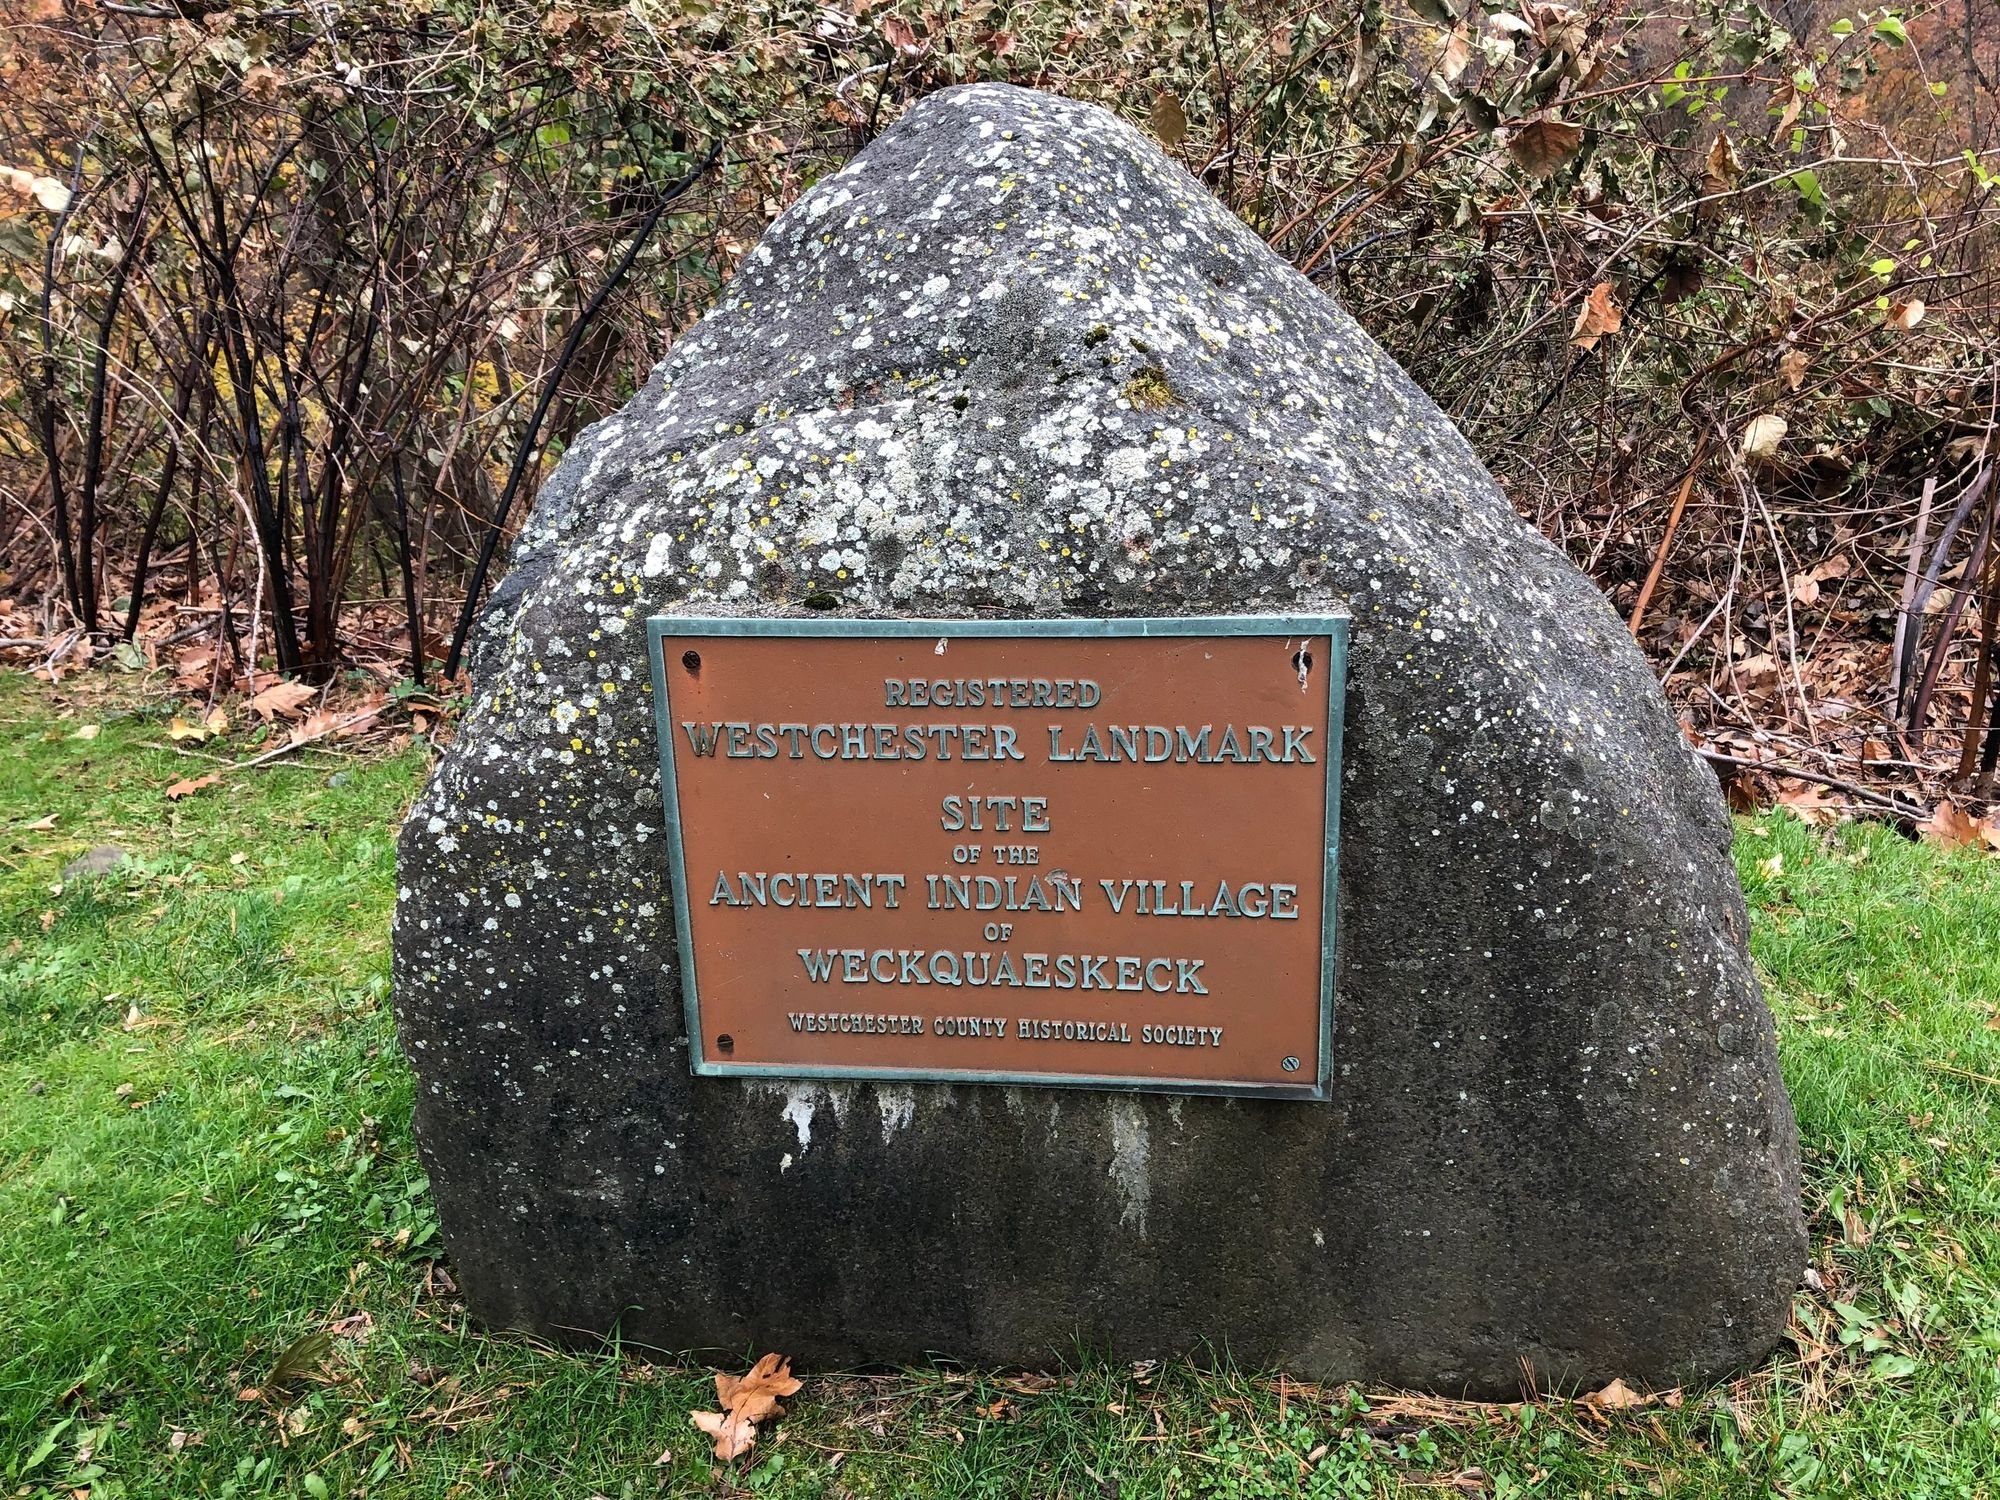 REGISTERED
WESTCHESTER LANDMARK
SITE
OF THE
ANCIENT INDIAN VILLAGE
OF
WECKQUAESKECK
WESTCHESTER COUNTY HISTORICAL SOCIETY